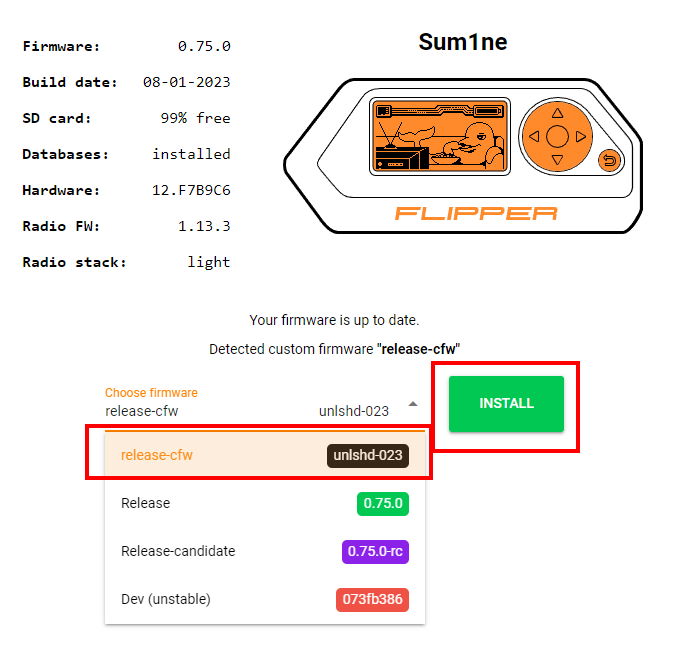 Sum1ne
Firmware: 0.75.0
Build date: 08-01-2023
SD card: 99% free
Databases: installed
Hardware: 12.F7B9C6
Radio FW: 1.13.3
Radio stack: light
FLIPPER
Your firmware is up to date.
Detected custom firmware "release-cfw"
Choose firmware
release-cfw unlshd-023
INSTALL
release-cfw unlshd-023
Release 0.75.0
Release-candidate 0.75.0-rc
Dev (unstable) 073fb386